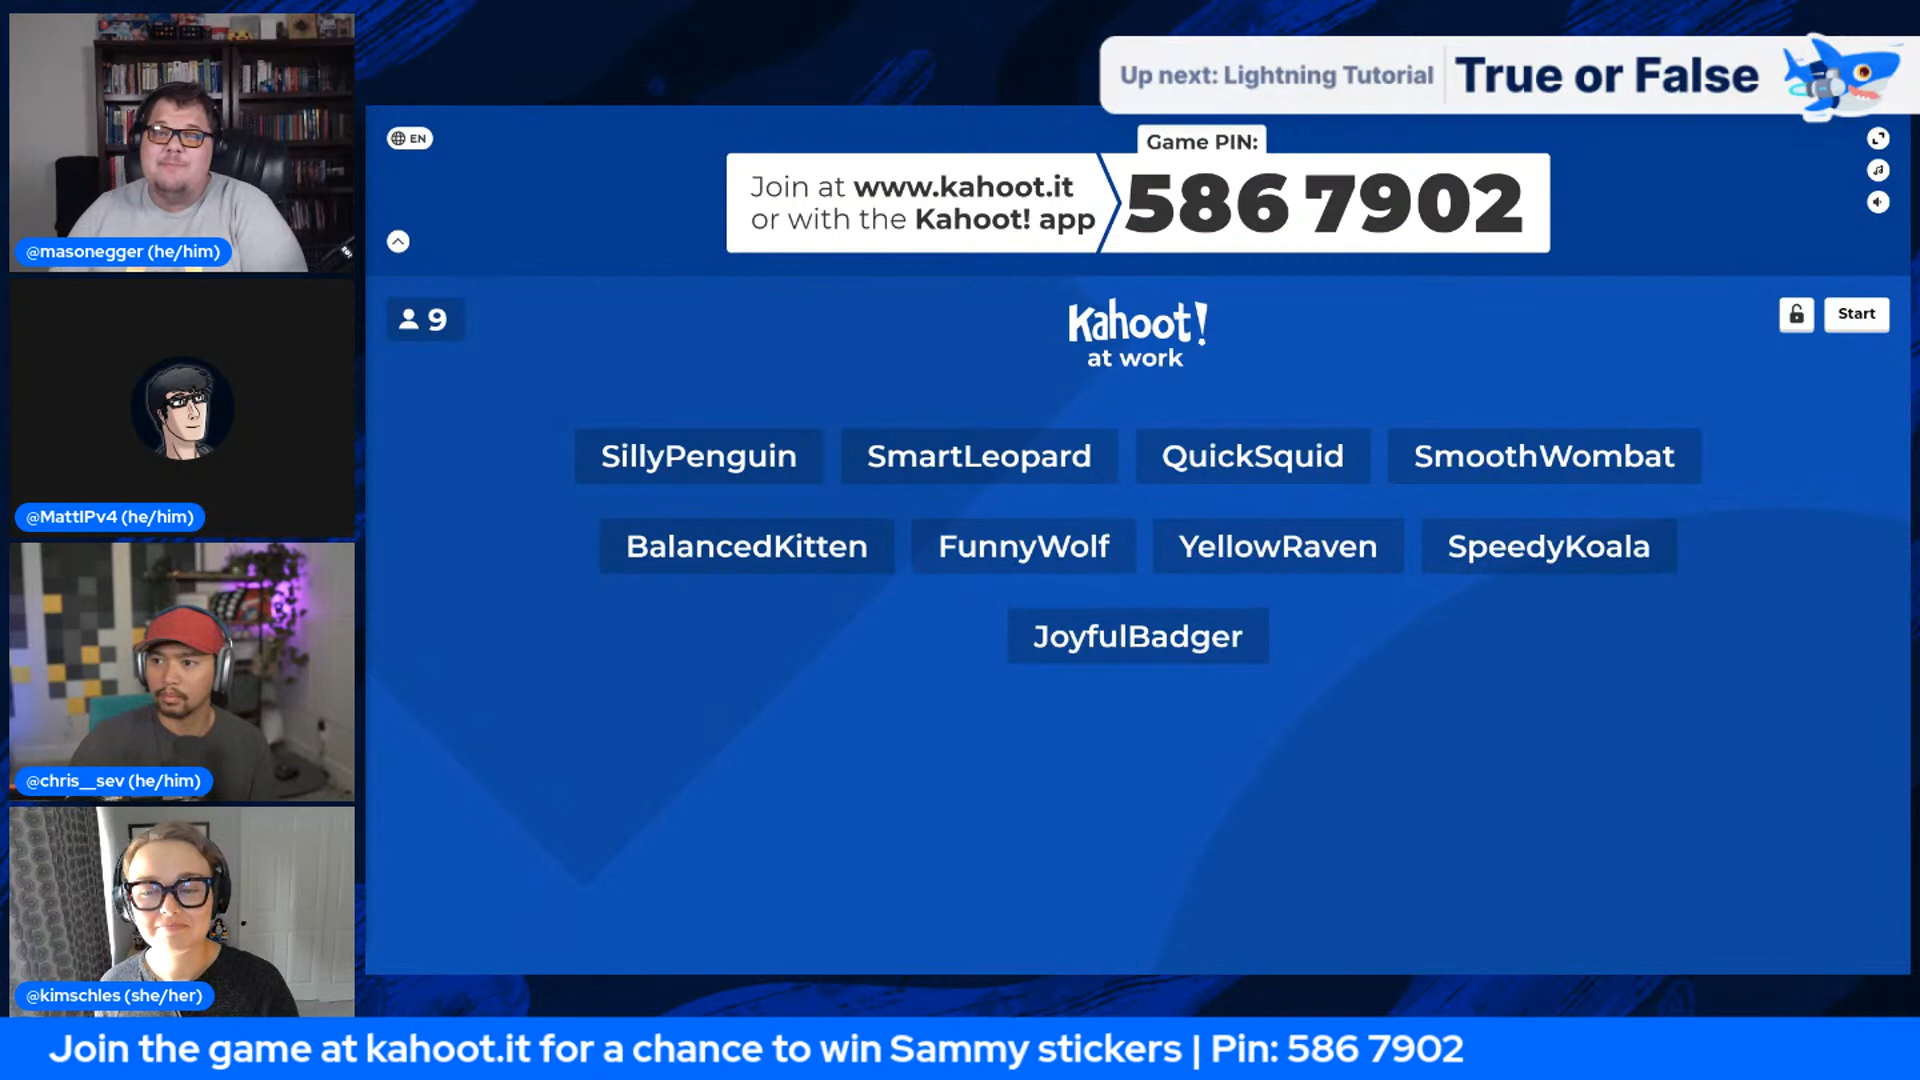 @masonegger (he/him)
@MattIPv4 (he/him)
@chris__sev (he/him)
@kimschles (she/her)
Up next: Lightning Tutorial
True or False
EN
Game PIN:
Join at www.kahoot.it
or with the Kahoot! app
586 7902
9
Kahoot!
at work
Start
SillyPenguin
SmartLeopard
QuickSquid
SmoothWombat
BalancedKitten
FunnyWolf
YellowRaven
SpeedyKoala
JoyfulBadger
Join the game at kahoot.it for a chance to win Sammy stickers | Pin: 586 7902